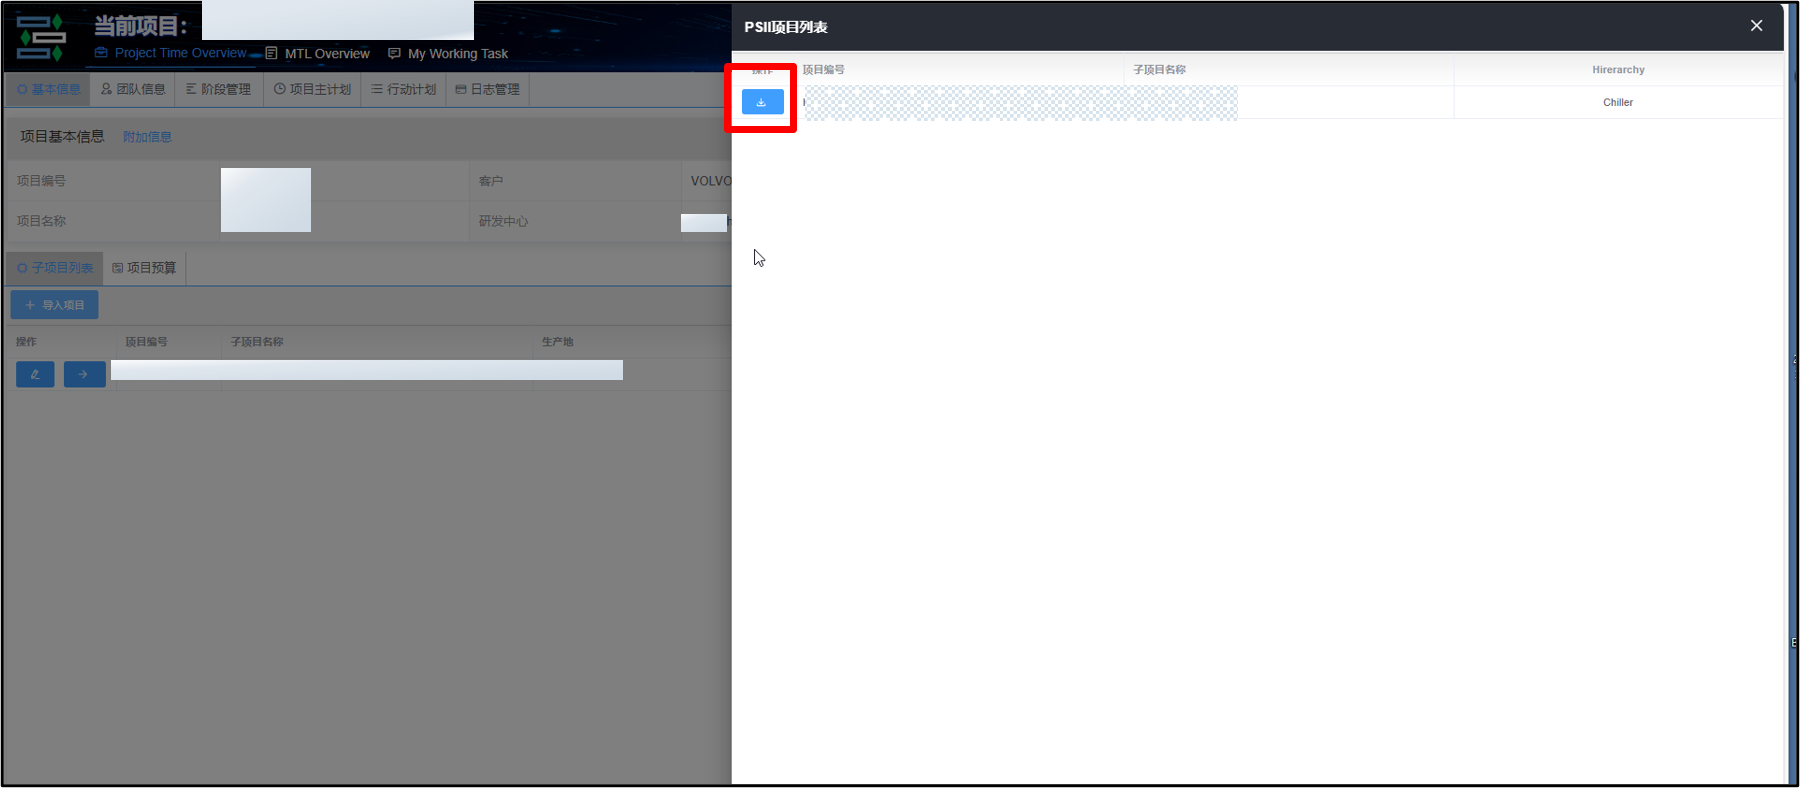 当前项目:
Project Time Overview
MTL Overview
My Working Task
基本信息
团队信息
阶段管理
项目主计划
行动计划
日志管理
项目基本信息
附加信息
项目编号
客户
VOLVO
项目名称
研发中心
子项目列表
项目预算
导入项目
操作
项目编号
子项目名称
生产地
PSII项目列表
操作
项目编号
子项目名称
Hirerarchy
Chiller